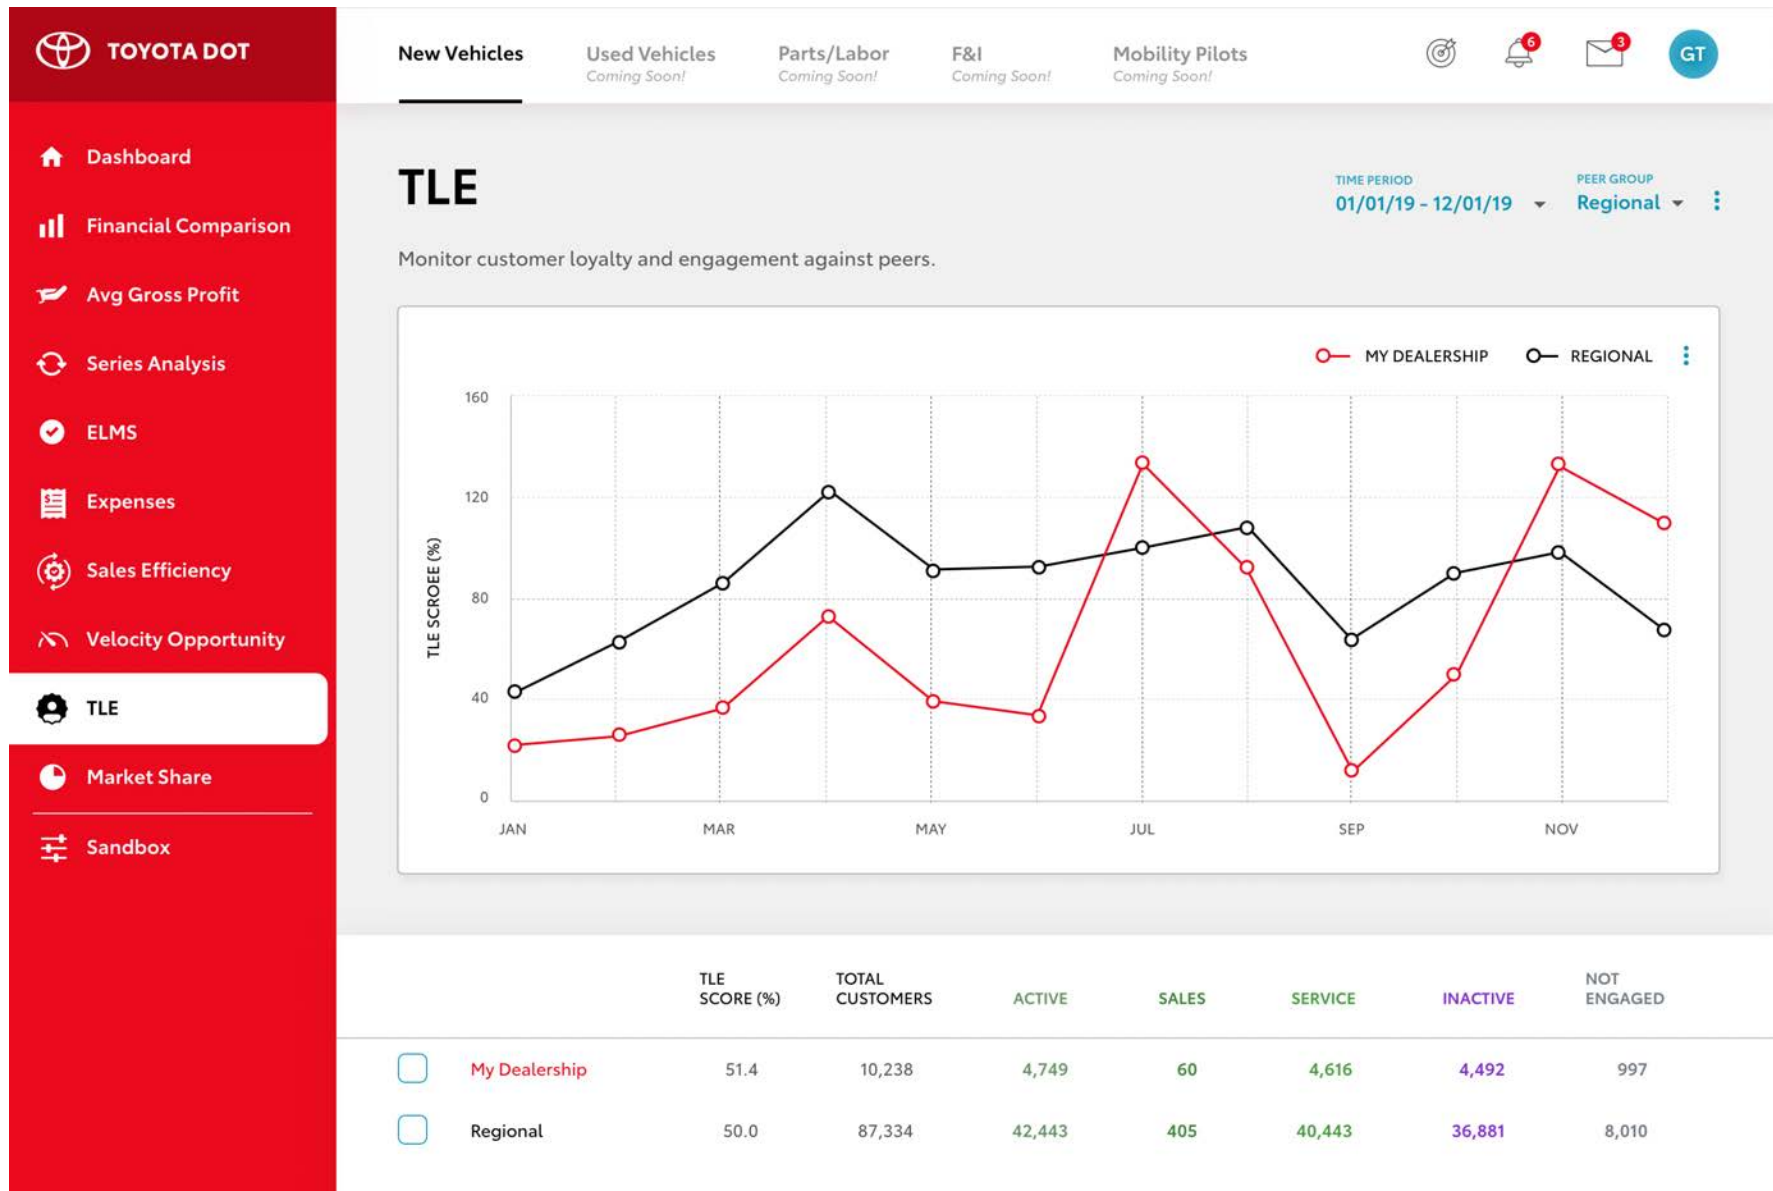 TOYOTA DOT
New Vehicles
Used Vehicles
Coming Soon!
Parts/Labor
Coming Soon!
F&I
Coming Soon!
Mobility Pilots
Coming Soon!
6
3
GT
Dashboard
Financial Comparison
Avg Gross Profit
Series Analysis
ELMS
Expenses
Sales Efficiency
Velocity Opportunity
TLE
Market Share
Sandbox
TLE
TIME PERIOD
01/01/19 - 12/01/19
PEER GROUP
Regional
Monitor customer loyalty and engagement against peers.
MY DEALERSHIP
REGIONAL
TLE SCROEE (%)
160
120
80
40
0
JAN
MAR
MAY
JUL
SEP
NOV
TLE
SCORE (%)
TOTAL
CUSTOMERS
ACTIVE
SALES
SERVICE
INACTIVE
NOT
ENGAGED
My Dealership 51.4 10,238 4,749 60 4,616 4,492 997
Regional 50.0 87,334 42,443 405 40,443 36,881 8,010